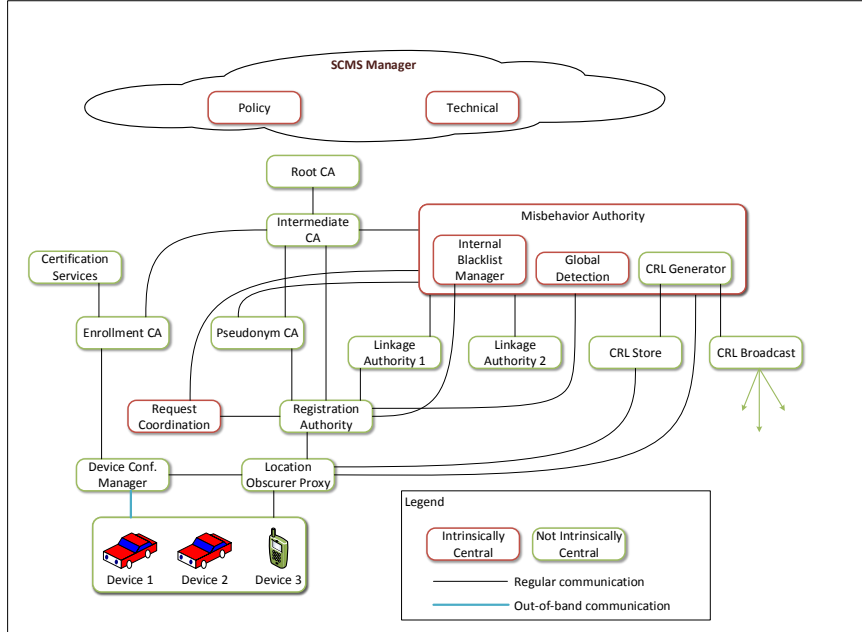 SCMS Manager
Policy
Technical
Root CA
Intermediate
CA
Misbehavior Authority
Internal
Blacklist
Manager
Global
Detection
CRL Generator
Certification
Services
Enrollment CA
Pseudonym CA
Linkage
Authority 1
Linkage
Authority 2
CRL Store
CRL Broadcast
Request
Coordination
Registration
Authority
Device Conf.
Manager
Location
Obscurer Proxy
Device 1
Device 2
Device 3
Legend
Intrinsically
Central
Not Intrinsically
Central
Regular communication
Out-of-band communication